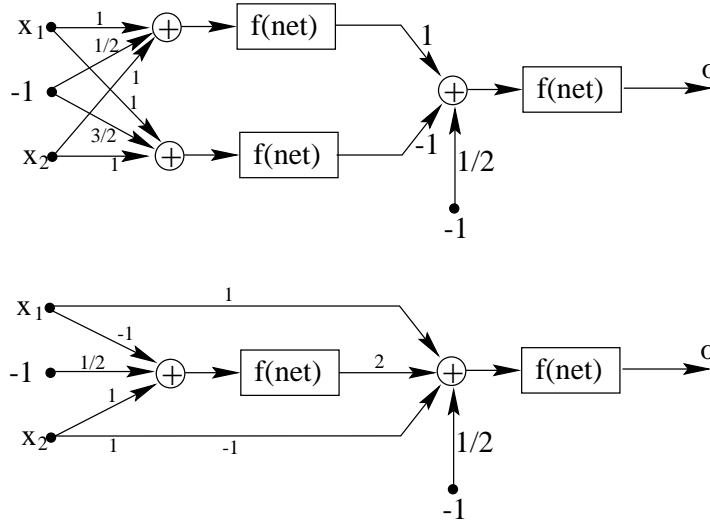 x1 1 f(net)
1/2 1
1
-1 1 + f(net) o
3/2
x2 1 + f(net) -1 1/2
-1
x1 1
-1
-1 1/2 + f(net) 2 + f(net) o
1
x2 1 -1 1/2
-1